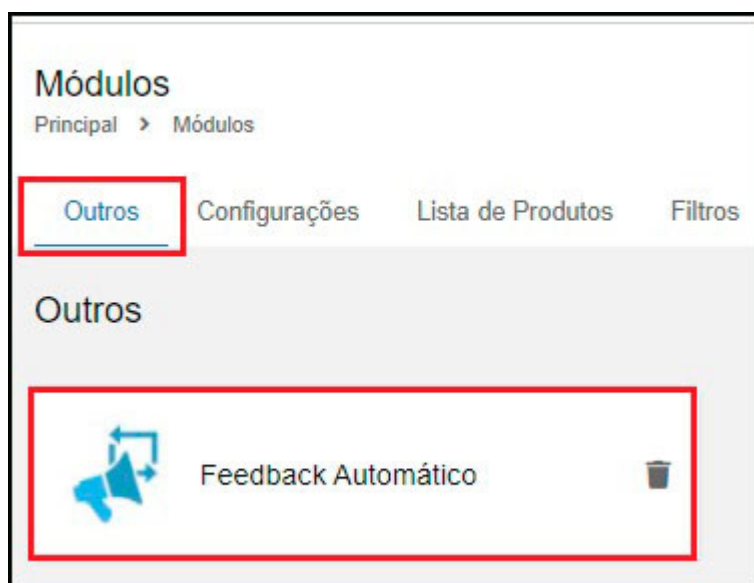 Módulos
Principal > Módulos
Outros Configurações Lista de Produtos Filtros
Outros
Feedback Automático